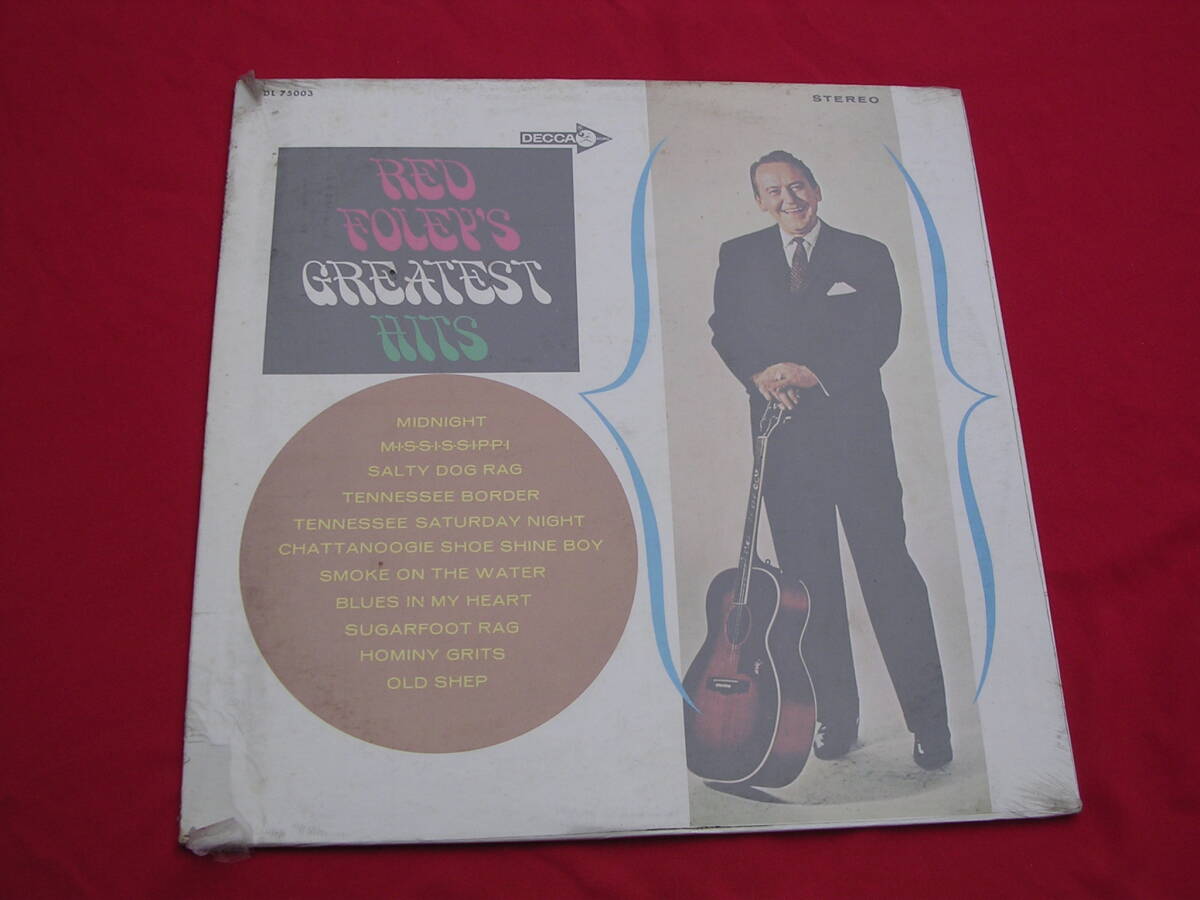 DL 75003
STEREO
DECCA
RED
FOLEY'S
GREATEST
HITS
MIDNIGHT
M-I-S-S-I-S-S-I-P-P-I
SALTY DOG RAG
TENNESSEE BORDER
TENNESSEE SATURDAY NIGHT
CHATTANOOGIE SHOE SHINE BOY
SMOKE ON THE WATER
BLUES IN MY HEART
SUGARFOOT RAG
HOMINY GRITS
OLD SHEP